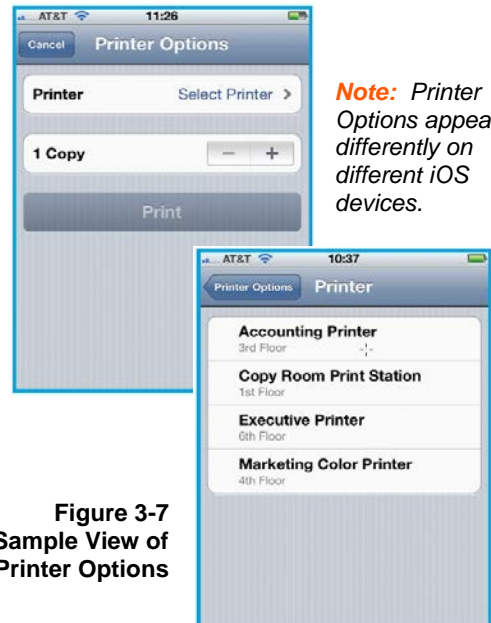 AT&T 11:26
Cancel Printer Options
Printer Select Printer >
1 Copy − +
Print
Note: Printer
Options appea
differently on
different iOS
devices.
AT&T 10:37
Printer Options Printer
Accounting Printer
3rd Floor
Copy Room Print Station
1st Floor
Executive Printer
6th Floor
Marketing Color Printer
4th Floor
Figure 3-7
Sample View of
Printer Options